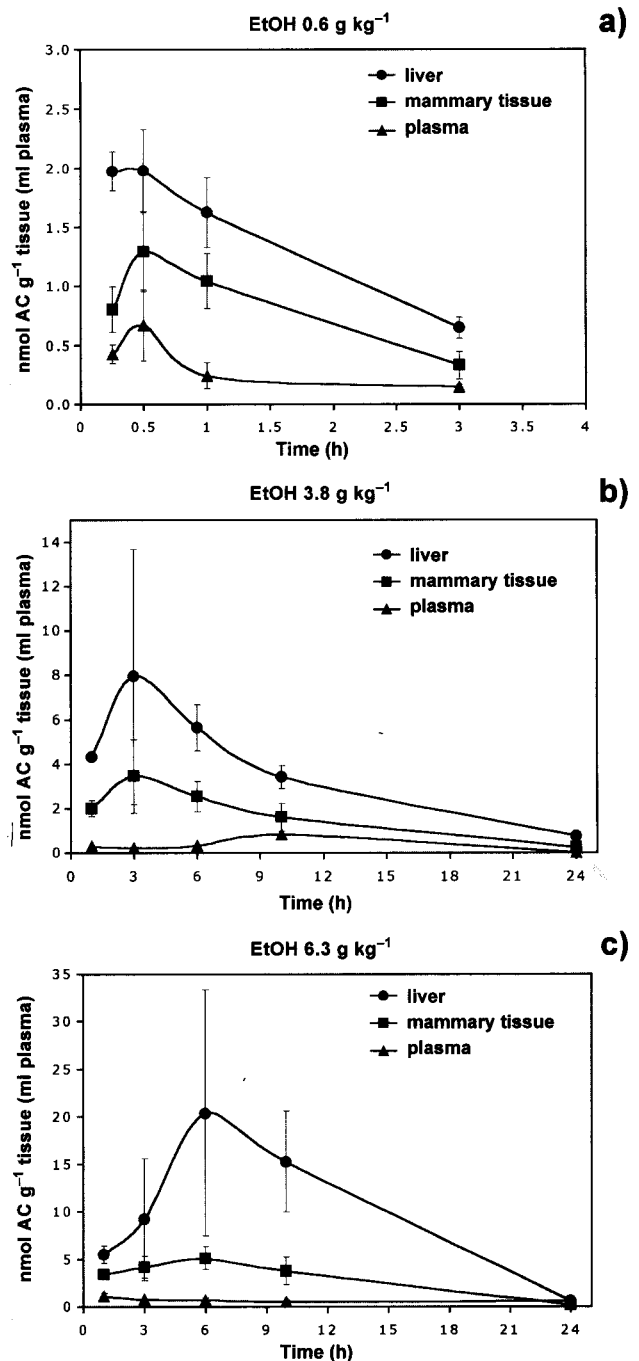 EtOH 0.6 g kg⁻¹
a)
liver
mammary tissue
plasma
nmol AC g⁻¹ tissue (ml plasma)
3.0
2.5
2.0
1.5
1.0
0.5
0.0
0 0.5 1 1.5 2 2.5 3 3.5 4
Time (h)
EtOH 3.8 g kg⁻¹
b)
liver
mammary tissue
plasma
nmol AC g⁻¹ tissue (ml plasma)
14
12
10
8
6
4
2
0
0 3 6 9 12 15 18 21 24
Time (h)
EtOH 6.3 g kg⁻¹
c)
liver
mammary tissue
plasma
nmol AC g⁻¹ tissue (ml plasma)
35
30
25
20
15
10
5
0
0 3 6 9 12 15 18 21 24
Time (h)